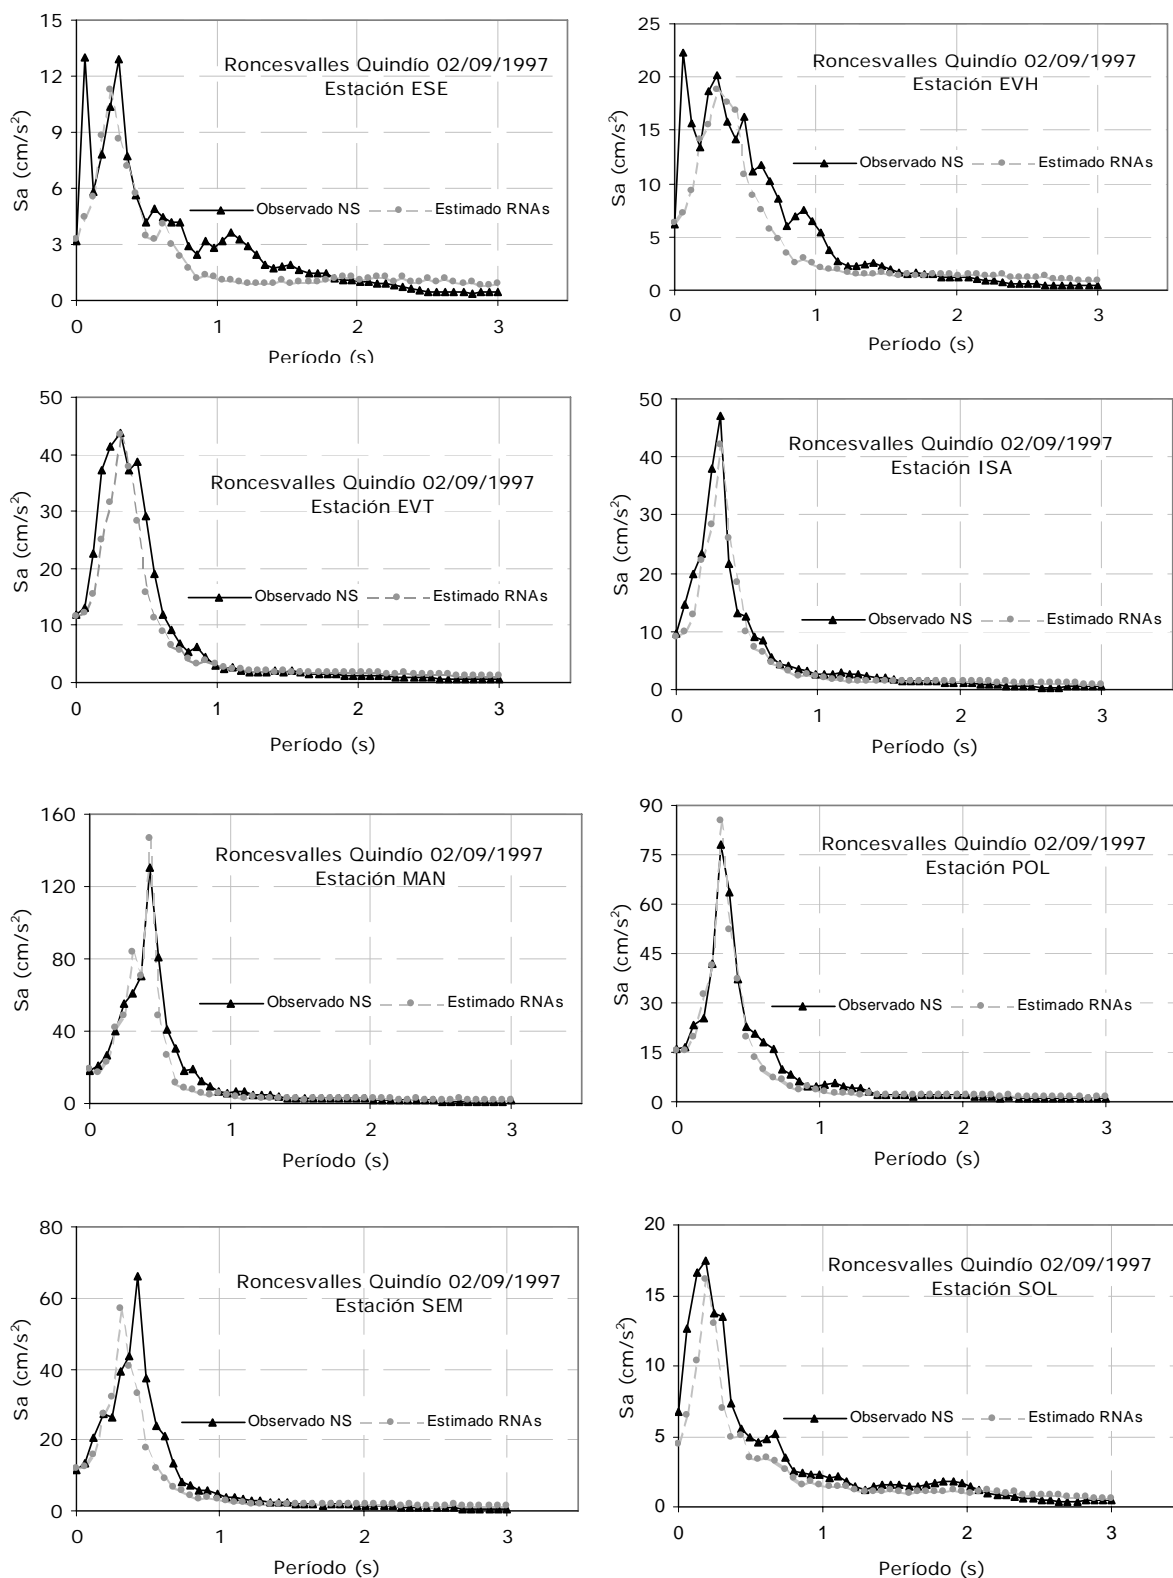 15
12
9
6
3
0
Sa (cm/s²)
Roncesvalles Quindío 02/09/1997
Estación ESE
Observado NS
Estimado RNAs
0 1 2 3
Período (s)
25
20
15
10
5
0
Sa (cm/s²)
Roncesvalles Quindío 02/09/1997
Estación EVH
Observado NS
Estimado RNAs
0 1 2 3
Período (s)
50
40
30
20
10
0
Sa (cm/s²)
Roncesvalles Quindío 02/09/1997
Estación EVT
Observado NS
Estimado RNAs
0 1 2 3
Período (s)
50
40
30
20
10
0
Sa (cm/s²)
Roncesvalles Quindío 02/09/1997
Estación ISA
Observado NS
Estimado RNAs
0 1 2 3
Período (s)
160
120
80
40
0
Sa (cm/s²)
Roncesvalles Quindío 02/09/1997
Estación MAN
Observado NS
Estimado RNAs
0 1 2 3
Período (s)
90
75
60
45
30
15
0
Sa (cm/s²)
Roncesvalles Quindío 02/09/1997
Estación POL
Observado NS
Estimado RNAs
0 1 2 3
Período (s)
80
60
40
20
0
Sa (cm/s²)
Roncesvalles Quindío 02/09/1997
Estación SEM
Observado NS
Estimado RNAs
0 1 2 3
Período (s)
20
15
10
5
0
Sa (cm/s²)
Roncesvalles Quindío 02/09/1997
Estación SOL
Observado NS
Estimado RNAs
0 1 2 3
Período (s)